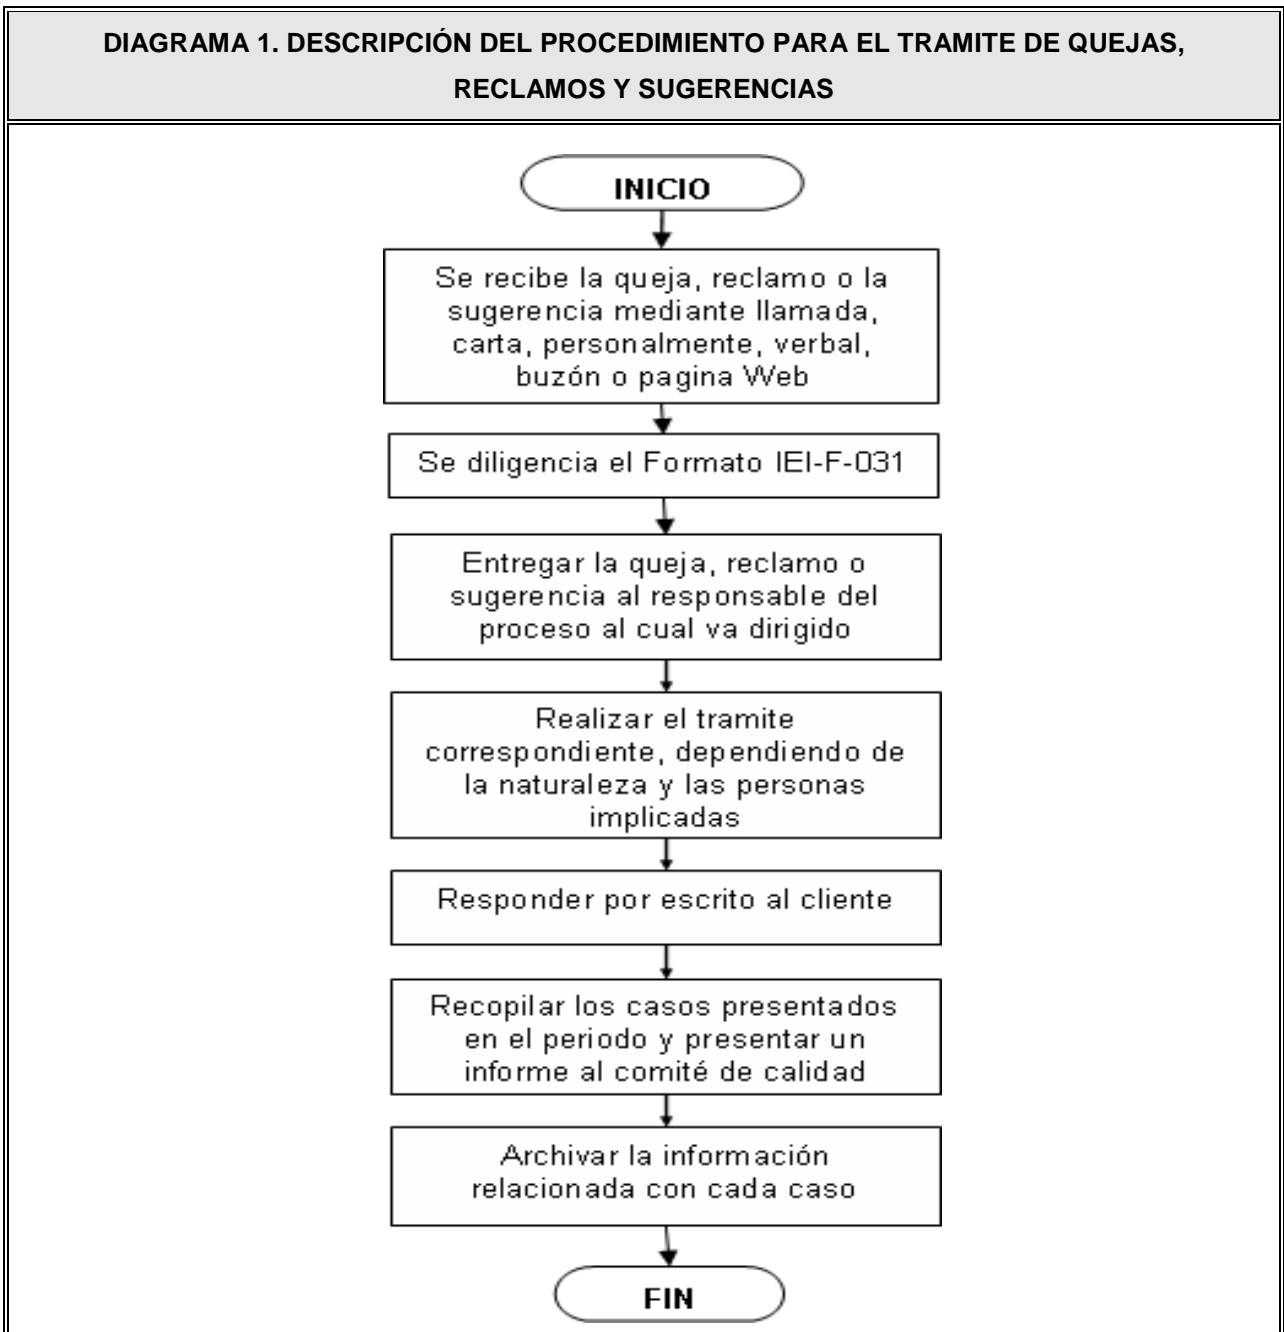 DIAGRAMA 1. DESCRIPCIÓN DEL PROCEDIMIENTO PARA EL TRAMITE DE QUEJAS,
RECLAMOS Y SUGERENCIAS
INICIO
Se recibe la queja, reclamo o la
sugerencia mediante llamada,
carta, personalmente, verbal,
buzón o pagina Web
Se diligencia el Formato IEI-F-031
Entregar la queja, reclamo o
sugerencia al responsable del
proceso al cual va dirigido
Realizar el tramite
correspondiente, dependiendo de
la naturaleza y las personas
implicadas
Responder por escrito al cliente
Recopilar los casos presentados
en el periodo y presentar un
informe al comité de calidad
Archivar la información
relacionada con cada caso
FIN